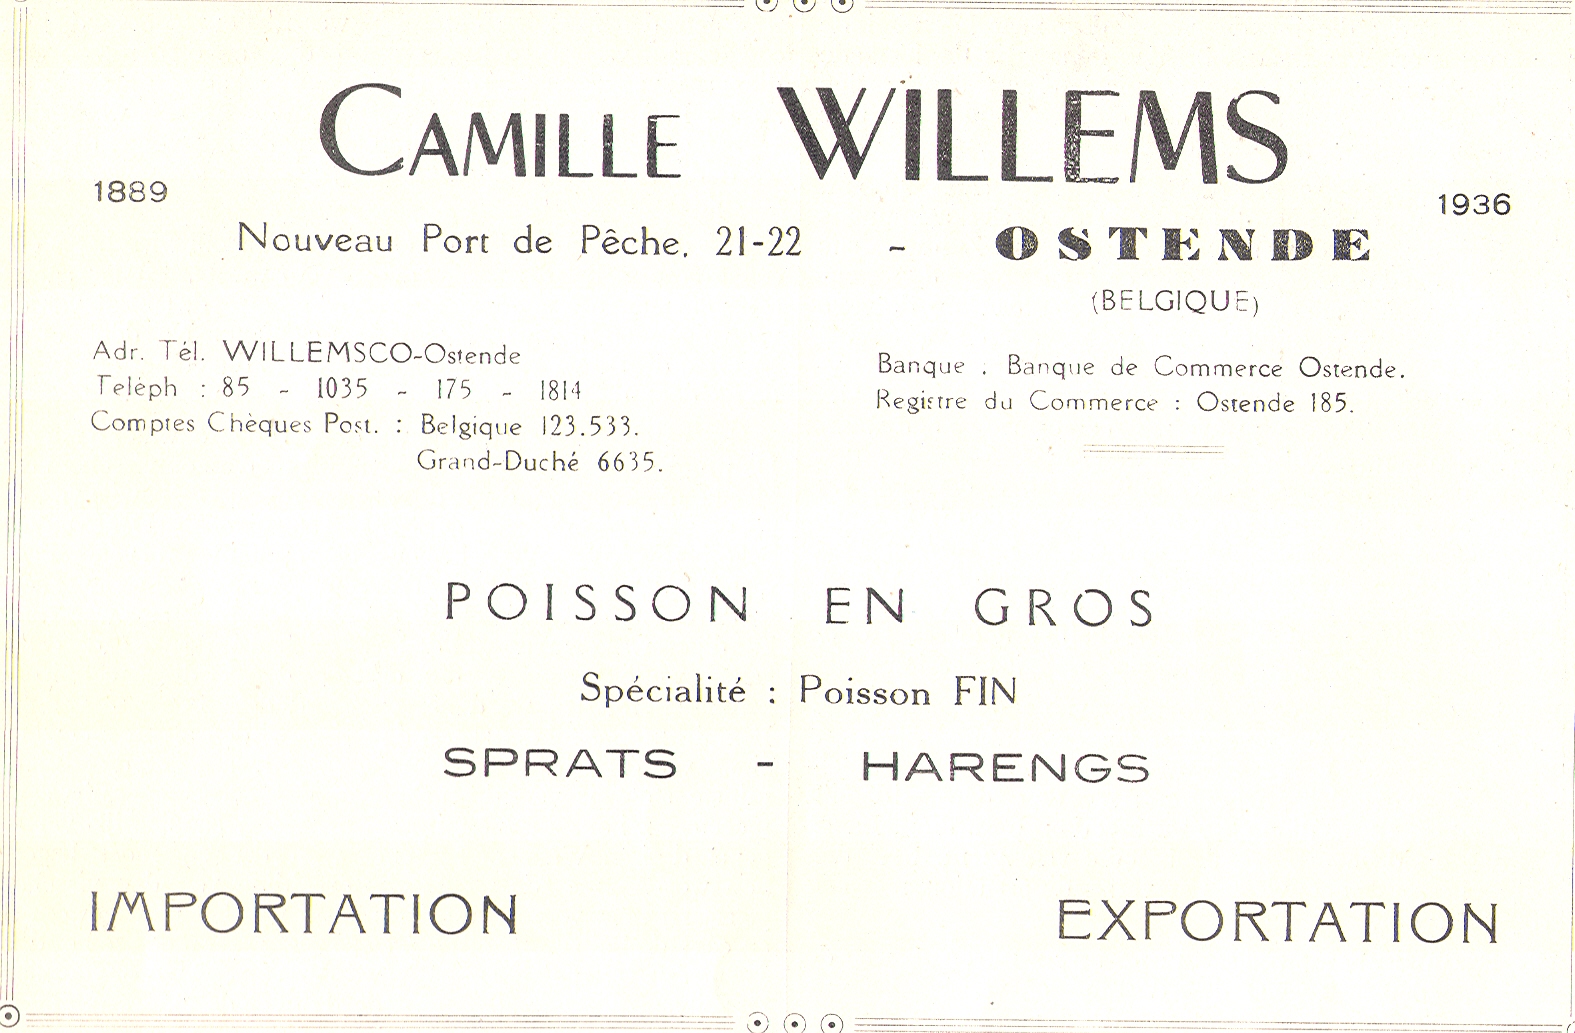 CAMILLE WILLEMS
1889
1936
Nouveau Port de Pêche, 21-22 - OSTENDE
(BELGIQUE)
Adr. Tél. WILLEMSCO-Ostende
Teléph : 85 - 1035 - 175 - 1814
Comptes Chèques Post. : Belgique 123.533.
Grand-Duché 6635.
Banque : Banque de Commerce Ostende.
Registre du Commerce : Ostende 185.
POISSON EN GROS
Spécialité : Poisson FIN
SPRATS - HARENGS
IMPORTATION
EXPORTATION